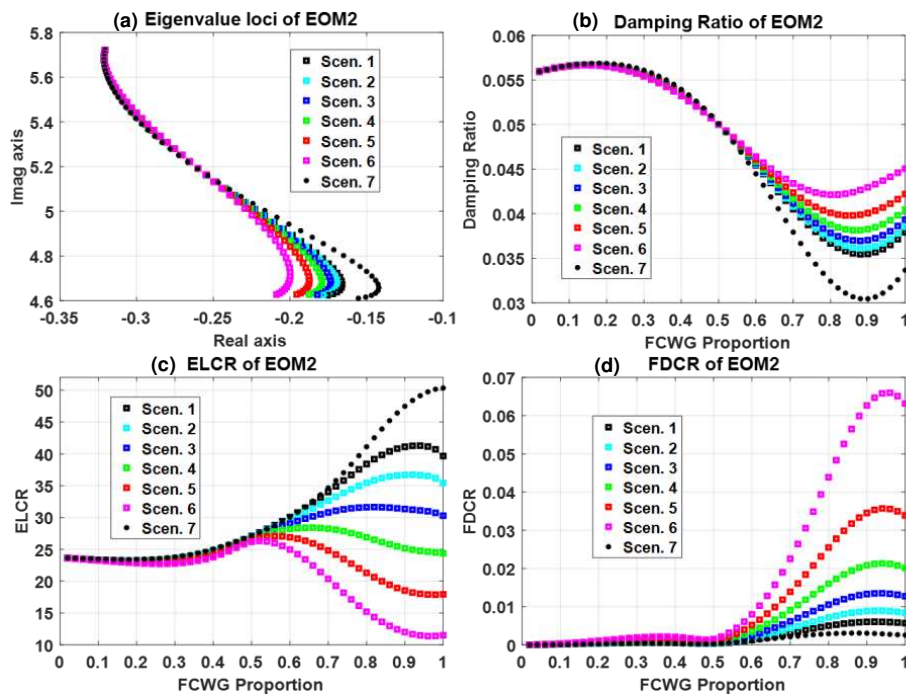 (a) Eigenvalue loci of EOM2
5.8
5.6
5.4
5.2
5
4.8
4.6
Imag axis
Scen. 1
Scen. 2
Scen. 3
Scen. 4
Scen. 5
Scen. 6
Scen. 7
-0.35 -0.3 -0.25 -0.2 -0.15 -0.1
Real axis
(b) Damping Ratio of EOM2
0.06
0.055
0.05
0.045
0.04
0.035
0.03
Damping Ratio
Scen. 1
Scen. 2
Scen. 3
Scen. 4
Scen. 5
Scen. 6
Scen. 7
0 0.1 0.2 0.3 0.4 0.5 0.6 0.7 0.8 0.9 1
FCWG Proportion
(c) ELCR of EOM2
50
45
40
35
30
25
20
15
10
ELCR
Scen. 1
Scen. 2
Scen. 3
Scen. 4
Scen. 5
Scen. 6
Scen. 7
0 0.1 0.2 0.3 0.4 0.5 0.6 0.7 0.8 0.9 1
FCWG Proportion
(d) FDCR of EOM2
0.07
0.06
0.05
0.04
0.03
0.02
0.01
0
FDCR
Scen. 1
Scen. 2
Scen. 3
Scen. 4
Scen. 5
Scen. 6
Scen. 7
0 0.1 0.2 0.3 0.4 0.5 0.6 0.7 0.8 0.9 1
FCWG Proportion